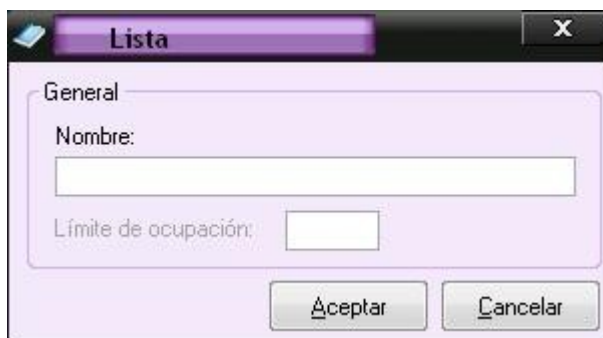 Lista
X
General
Nombre:
Límite de ocupación:
Aceptar Cancelar